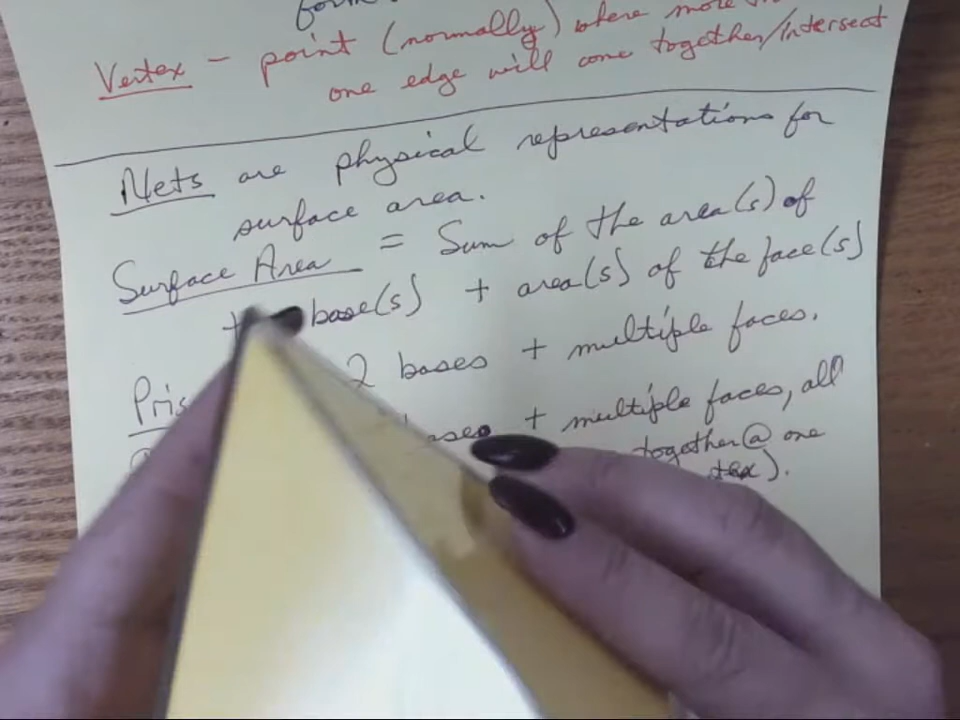 form
Vertex - point (normally) where more
one edge will come together/intersect
Nets are physical representations for
surface area.
Surface Area = Sum of the area(s) of
base(s) + area(s) of the face(s)
2 bases + multiple faces.
+ multiple faces, all
together @ one